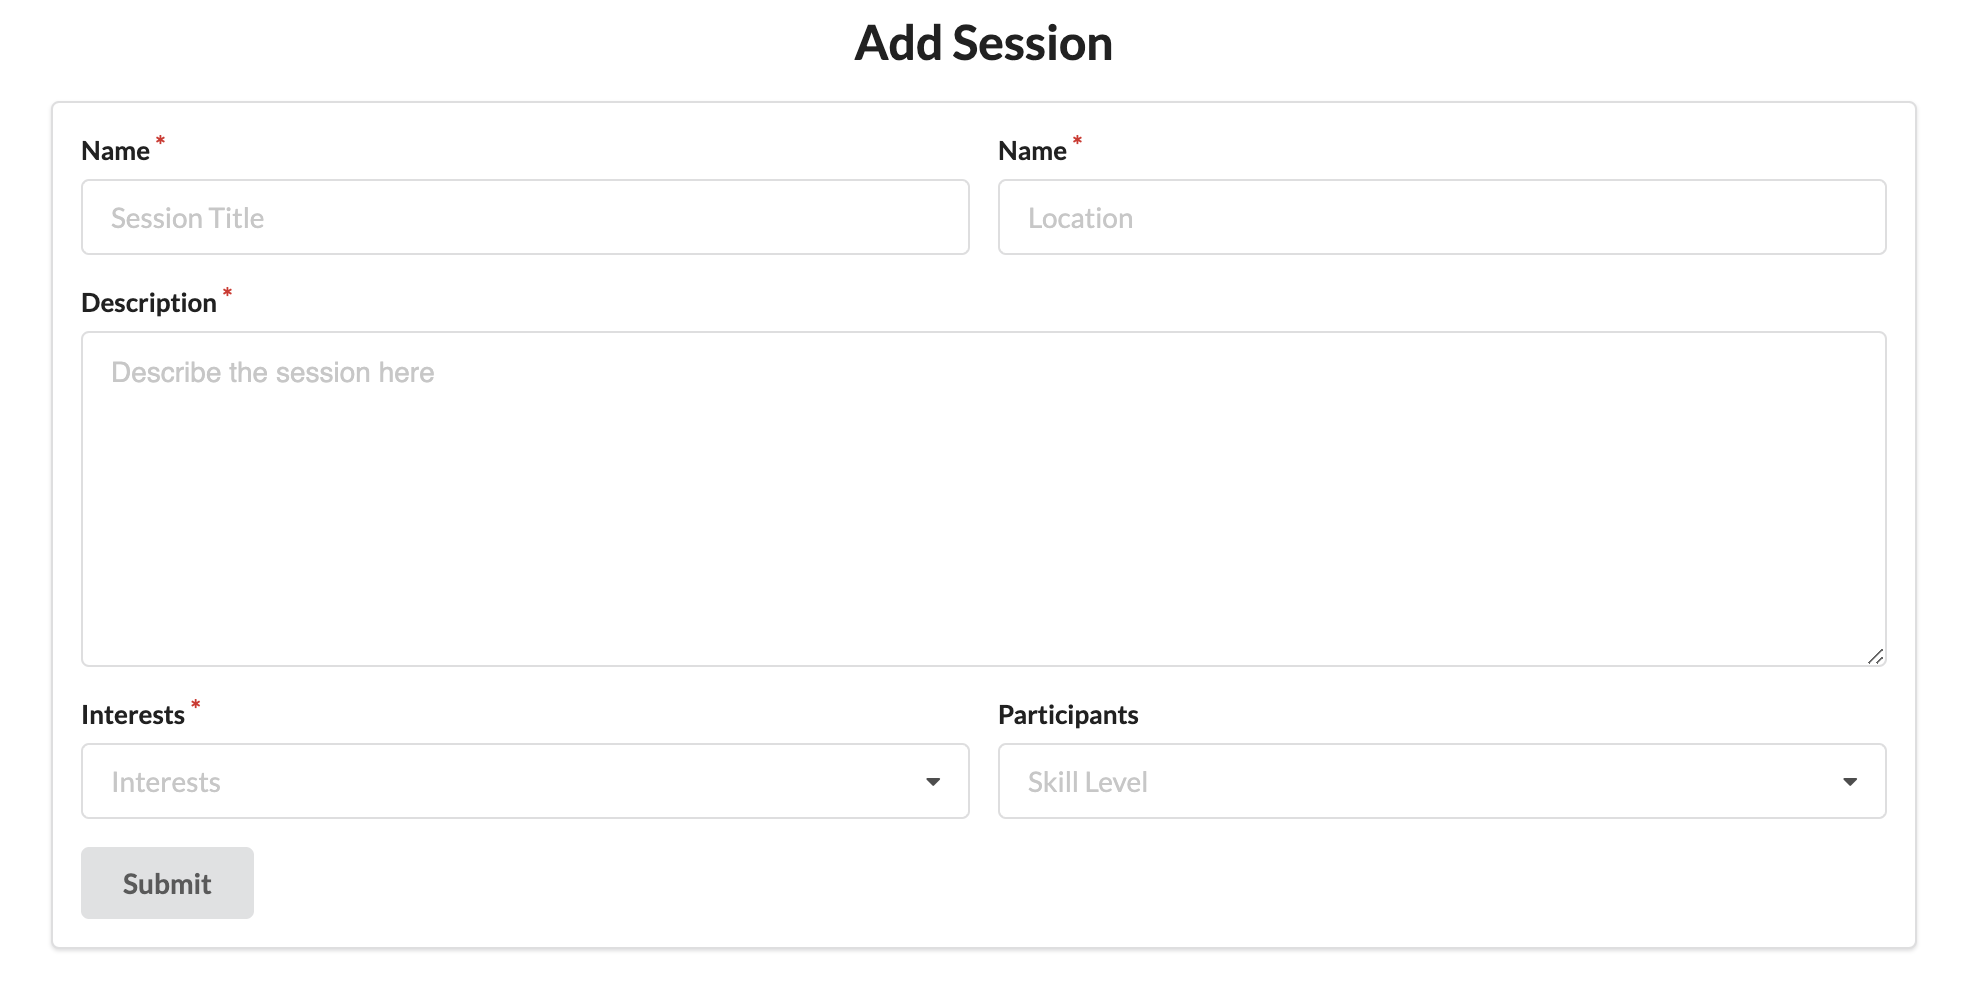 Add Session
Name *
Name *
Session Title
Location
Description *
Describe the session here
Interests *
Participants
Interests
Skill Level
Submit